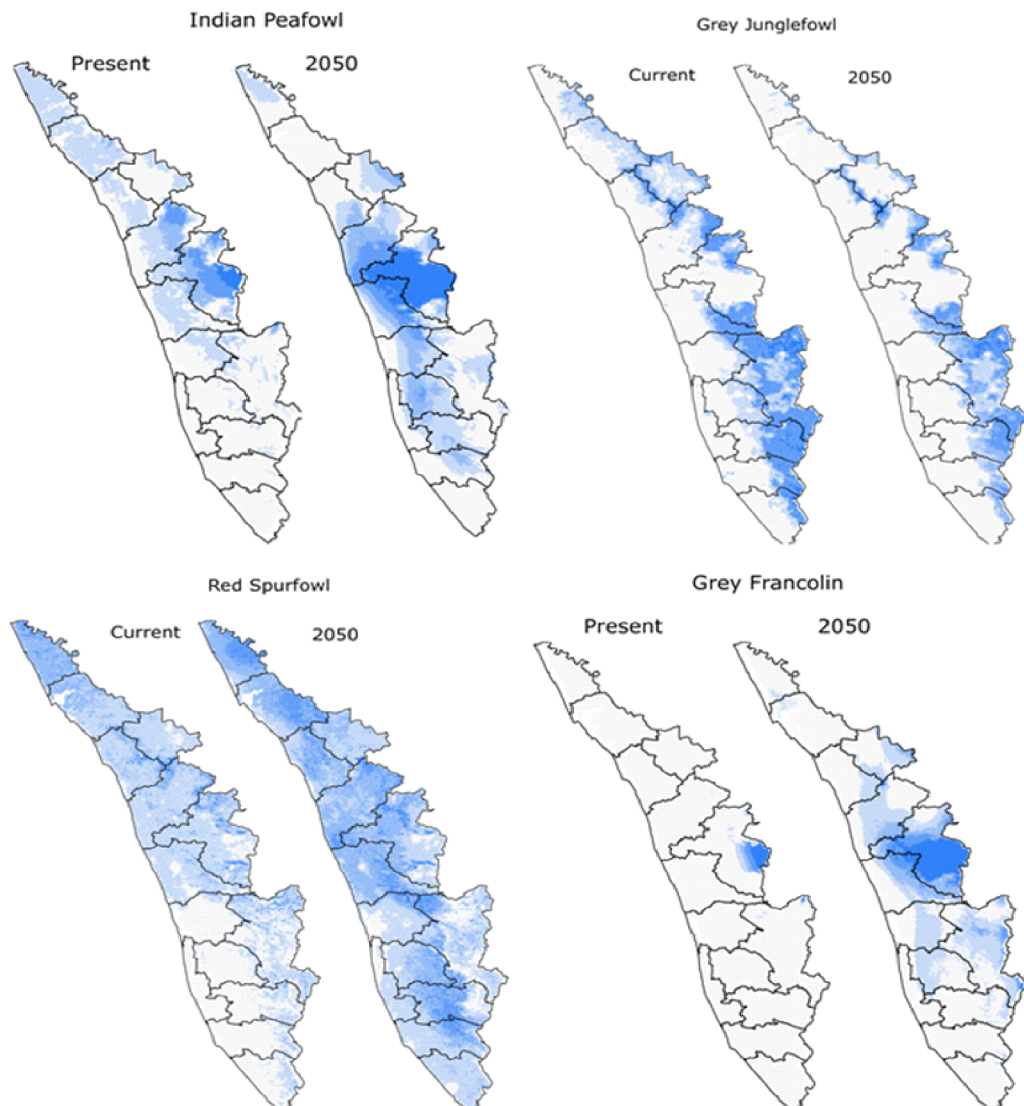 Indian Peafowl
Present
2050
Grey Junglefowl
Current
2050
Red Spurfowl
Current
2050
Grey Francolin
Present
2050